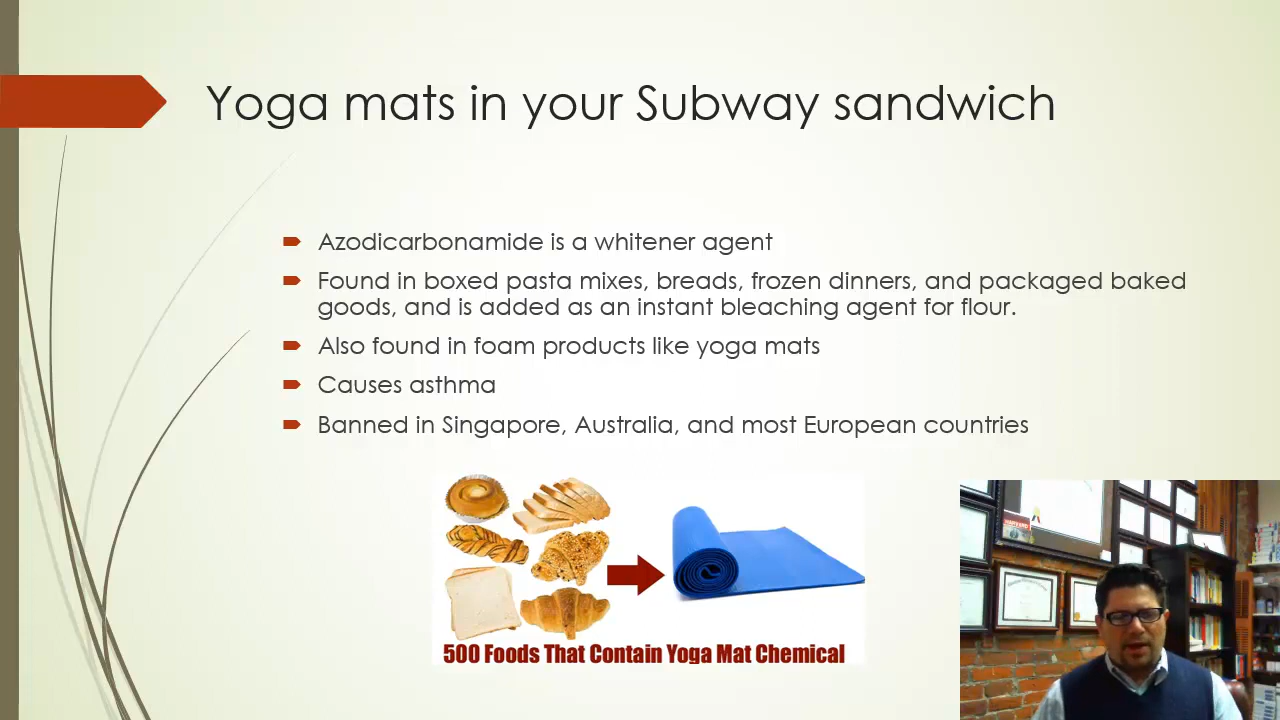 Yoga mats in your Subway sandwich
Azodicarbonamide is a whitener agent
Found in boxed pasta mixes, breads, frozen dinners, and packaged baked
goods, and is added as an instant bleaching agent for flour.
Also found in foam products like yoga mats
Causes asthma
Banned in Singapore, Australia, and most European countries
500 Foods That Contain Yoga Mat Chemical
HARVARD